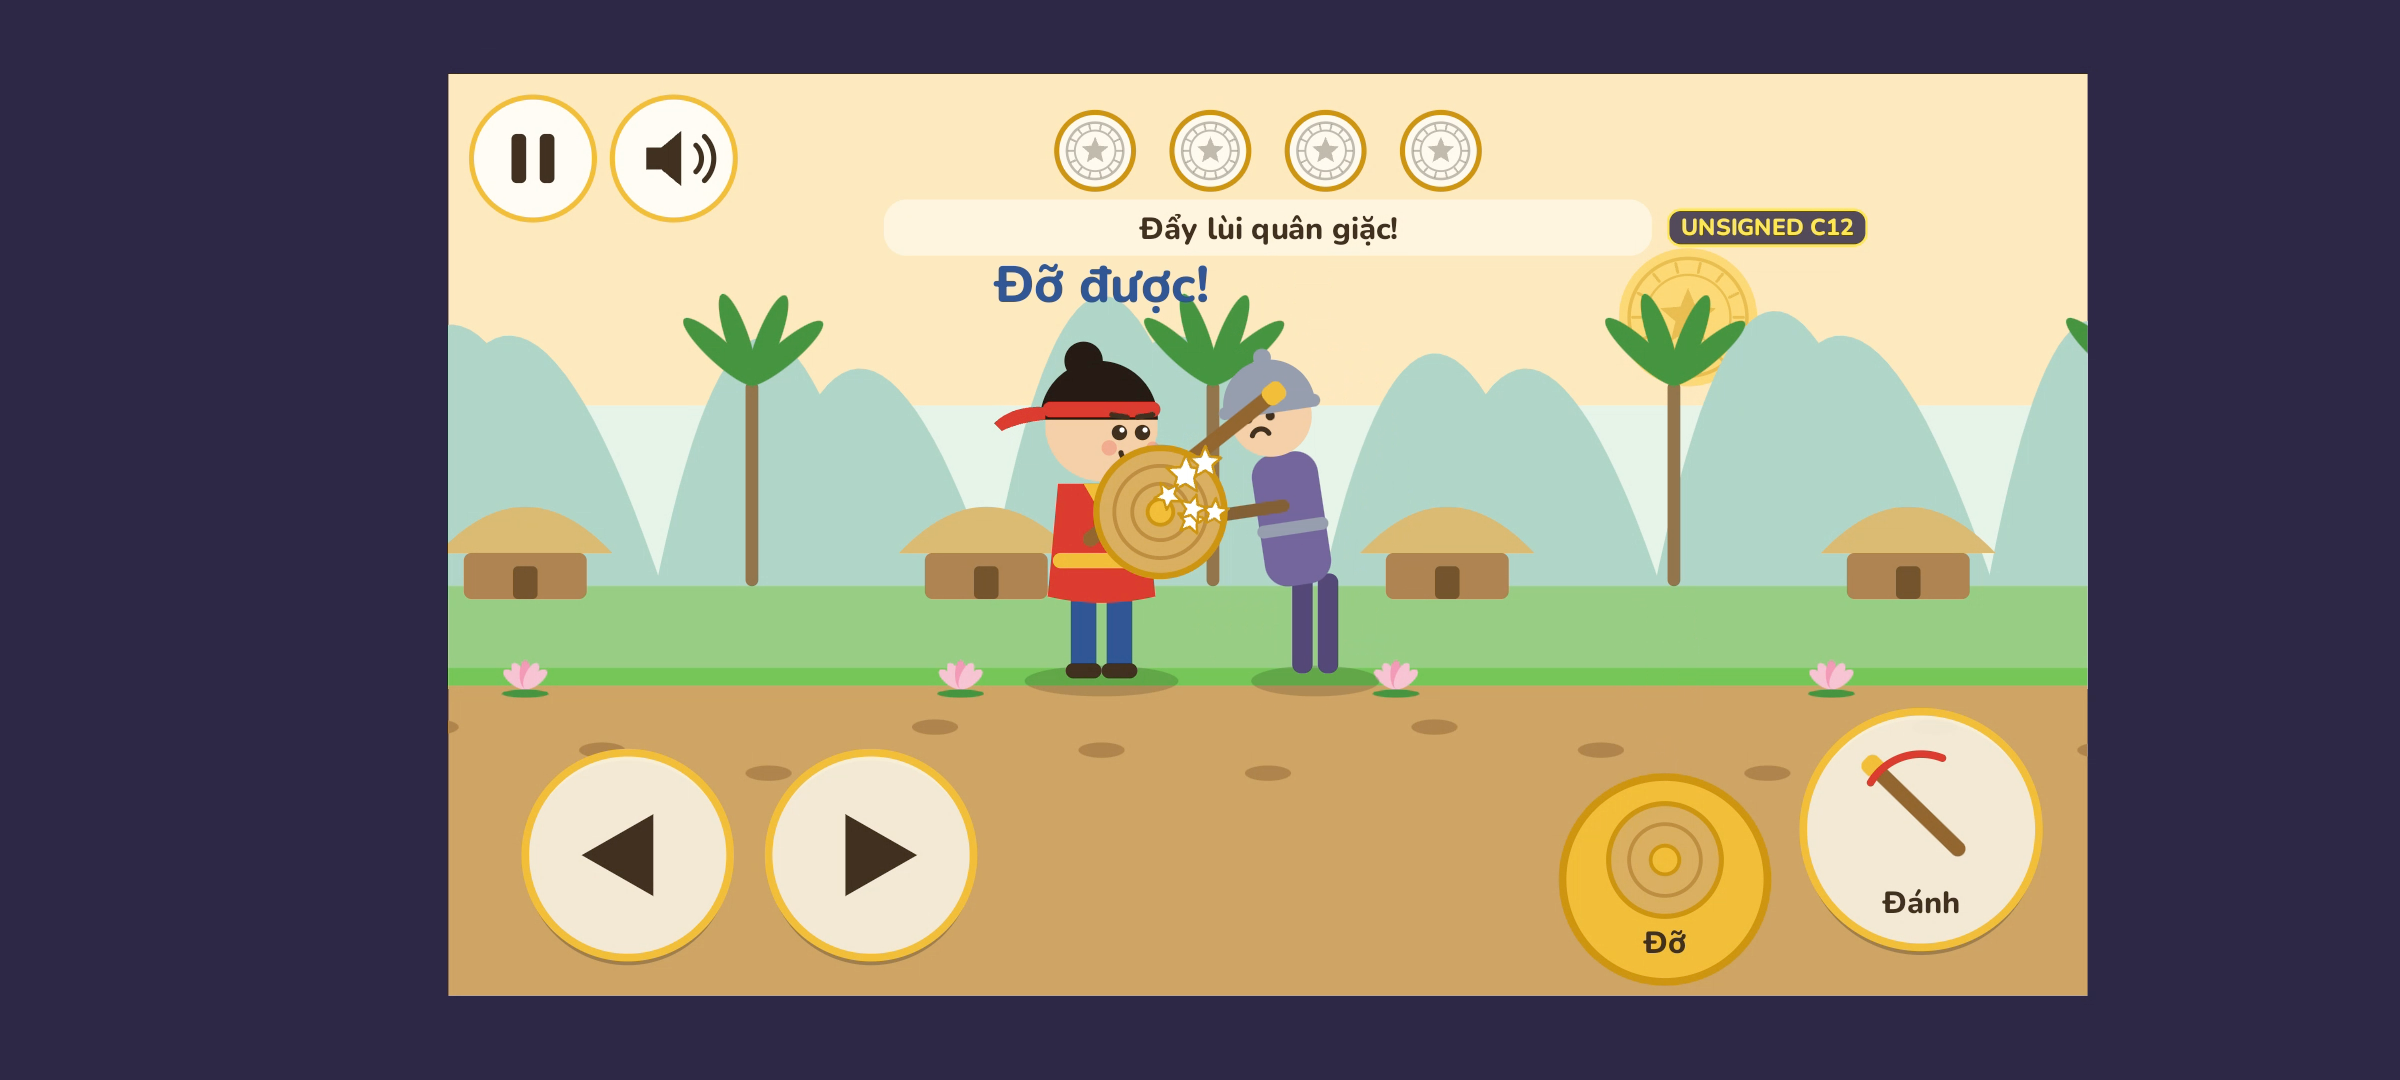 Đẩy lùi quân giặc!
UNSIGNED C12
Đỡ được!
Đánh
Đỡ